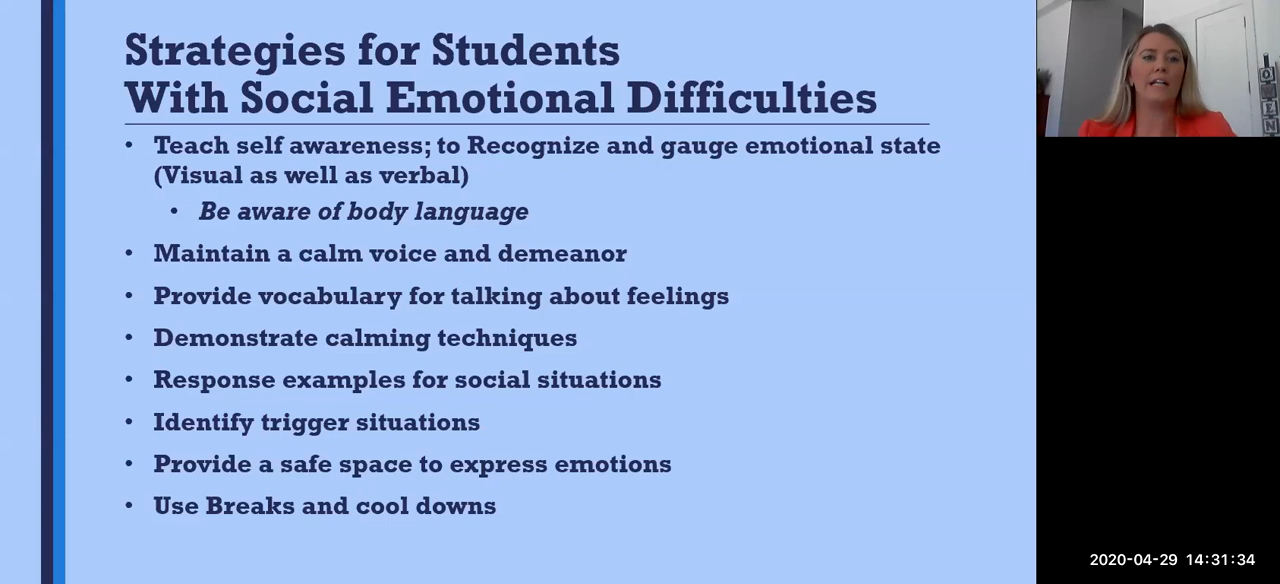 Strategies for Students
With Social Emotional Difficulties
• Teach self awareness; to Recognize and gauge emotional state
(Visual as well as verbal)
• Be aware of body language
• Maintain a calm voice and demeanor
• Provide vocabulary for talking about feelings
• Demonstrate calming techniques
• Response examples for social situations
• Identify trigger situations
• Provide a safe space to express emotions
• Use Breaks and cool downs
OWEN
2020-04-29 14:31:34